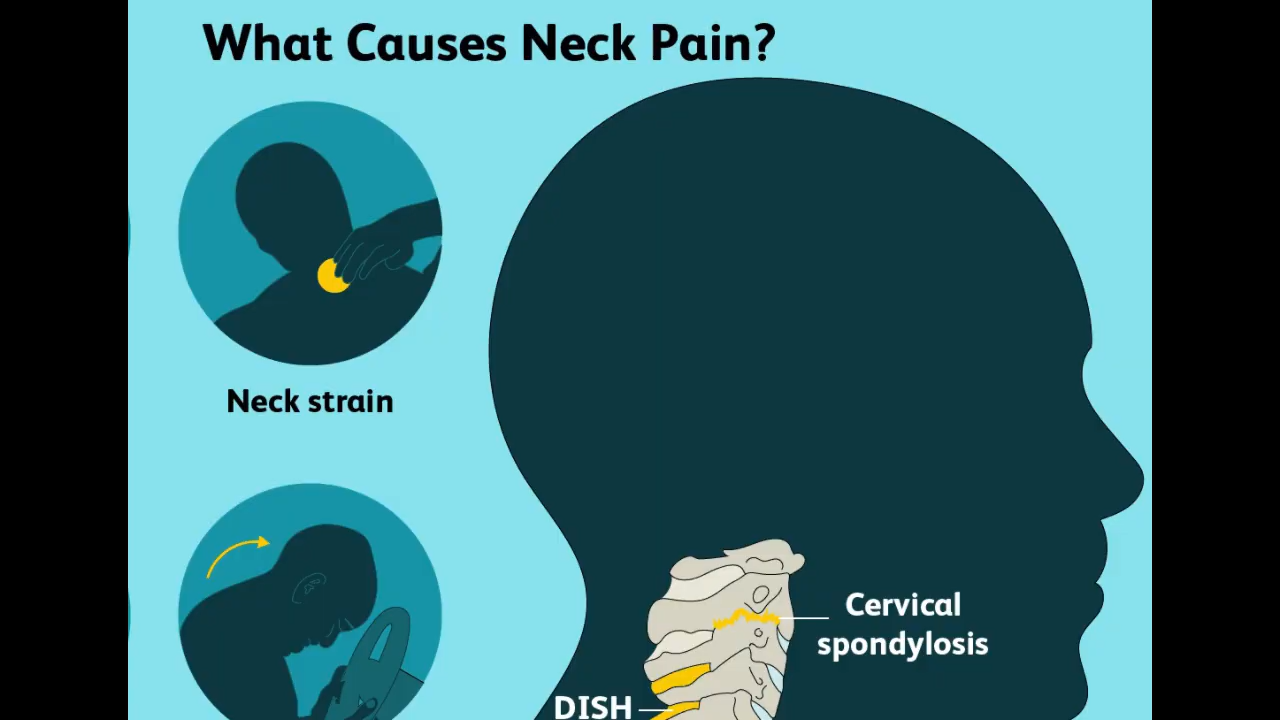 What Causes Neck Pain?
Neck strain
Cervical
spondylosis
DISH